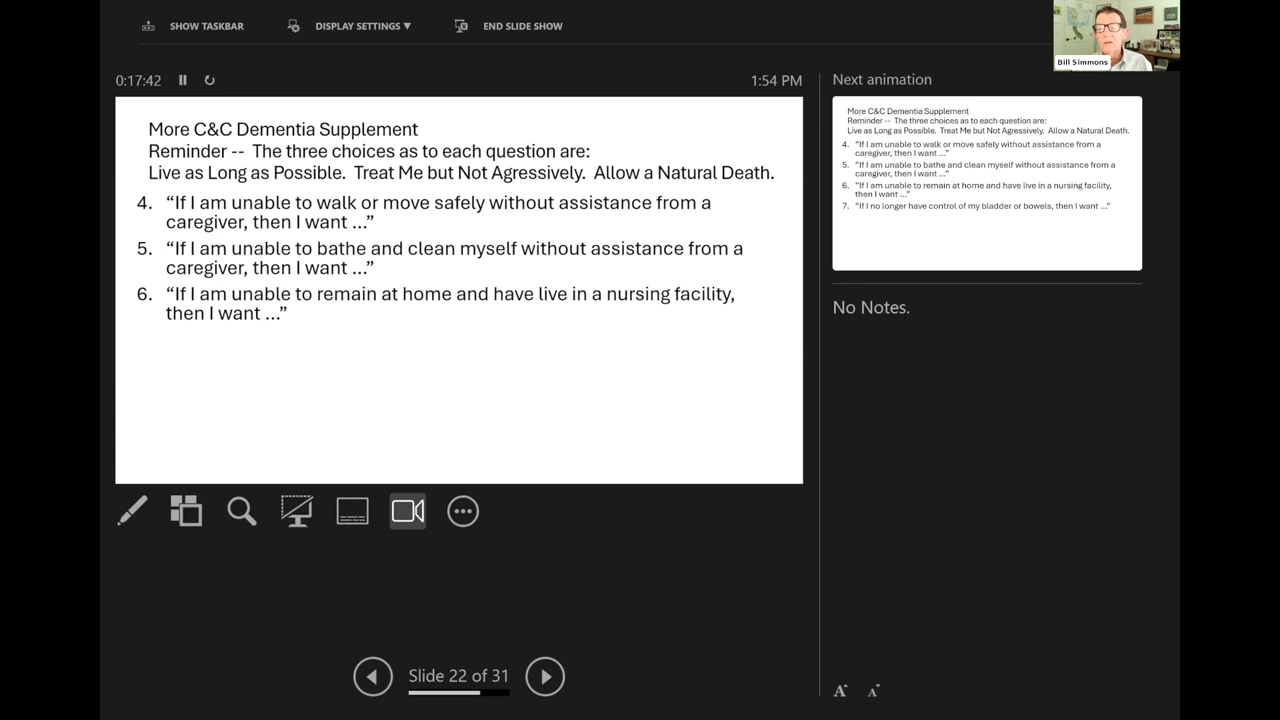 SHOW TASKBAR
DISPLAY SETTINGS ▼
END SLIDE SHOW
Bill Simmons
0:17:42
1:54 PM
More C&C Dementia Supplement
Reminder -- The three choices as to each question are:
Live as Long as Possible. Treat Me but Not Agressively. Allow a Natural Death.
4. “If I am unable to walk or move safely without assistance from a
caregiver, then I want ...”
5. “If I am unable to bathe and clean myself without assistance from a
caregiver, then I want ...”
6. “If I am unable to remain at home and have live in a nursing facility,
then I want ...”
Next animation
More C&C Dementia Supplement
Reminder -- The three choices as to each question are:
Live as Long as Possible. Treat Me but Not Agressively. Allow a Natural Death.
4. “If I am unable to walk or move safely without assistance from a
caregiver, then I want ...”
5. “If I am unable to bathe and clean myself without assistance from a
caregiver, then I want ...”
6. “If I am unable to remain at home and have live in a nursing facility,
then I want ...”
7. “If I no longer have control of my bladder or bowels, then I want ...”
No Notes.
Slide 22 of 31
A A